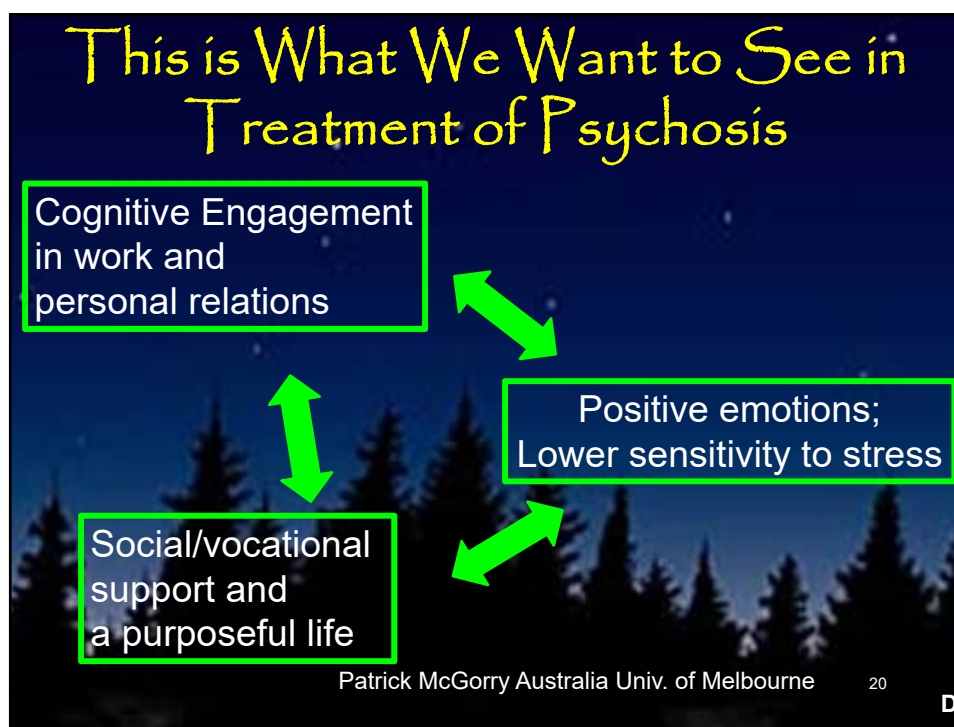 This is What We Want to See in
Treatment of Psychosis
Cognitive Engagement
in work and
personal relations
Positive emotions;
Lower sensitivity to stress
Social/vocational
support and
a purposeful life
Patrick McGorry Australia Univ. of Melbourne
20
D